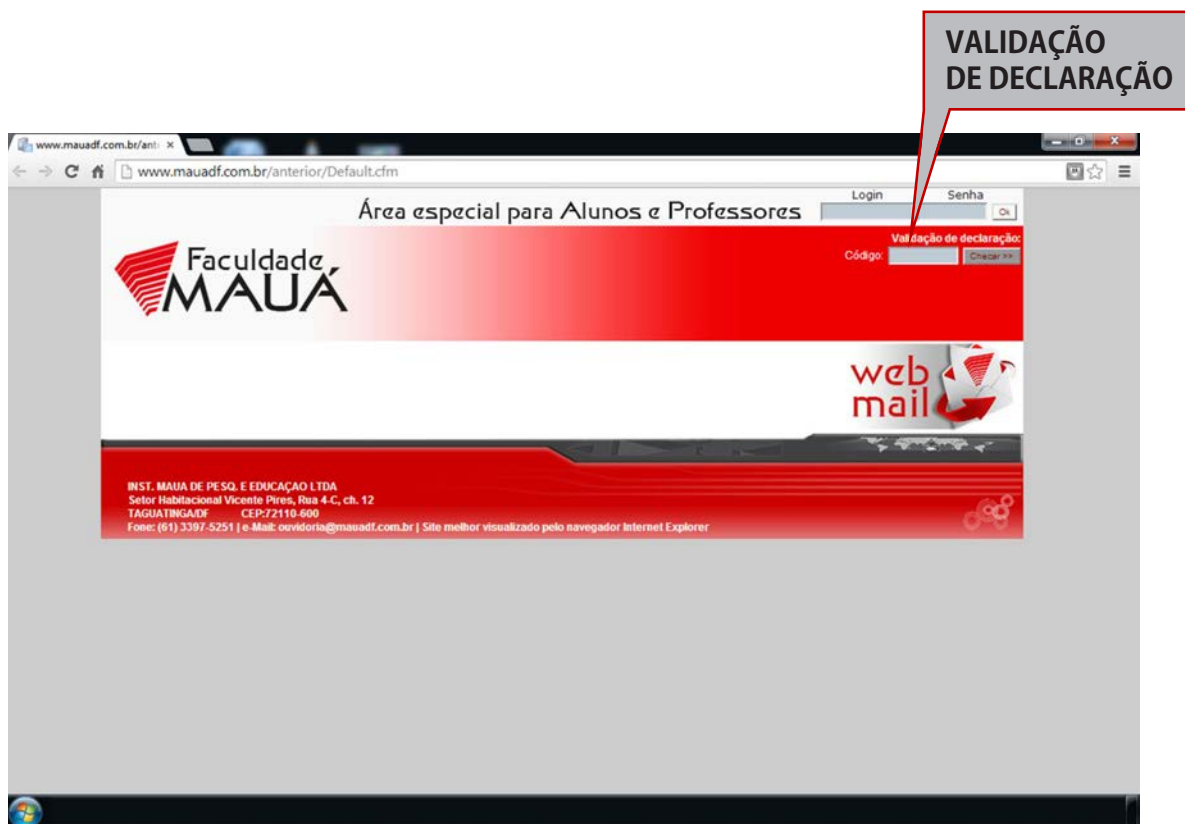 VALIDAÇÃO
DE DECLARAÇÃO
www.mauadf.com.br/ant
www.mauadf.com.br/anterior/Default.cfm
Área especial para Alunos e Professores
Login Senha
Ok
Validação de declaração:
Código: Checar >>
Faculdade
MAUÁ
web
mail
INST. MAUA DE PESQ. E EDUCAÇAO LTDA
Setor Habitacional Vicente Pires, Rua 4-C, ch. 12
TAGUATINGA/DF CEP:72110-600
Fone: (61) 3397-5251 | e-Mail: ouvidoria@mauadf.com.br | Site melhor visualizado pelo navegador Internet Explorer